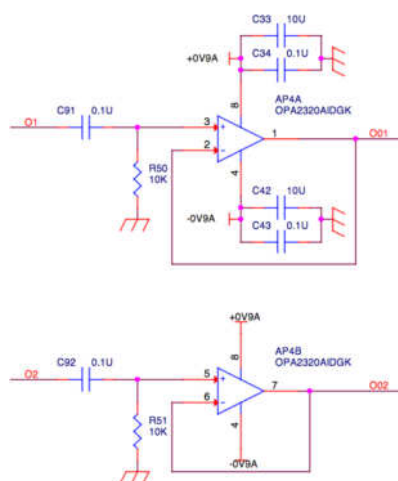 C33 10U
C34 0.1U
+0V9A
AP4A
OPA2320AIDGK
C91 0.1U
O1
3
8
+
1
O01
2
-
4
R50
10K
C42 10U
-0V9A
C43 0.1U
+0V9A
AP4B
OPA2320AIDGK
C92 0.1U
O2
5
8
+
7
O02
6
-
4
R51
10K
-0V9A